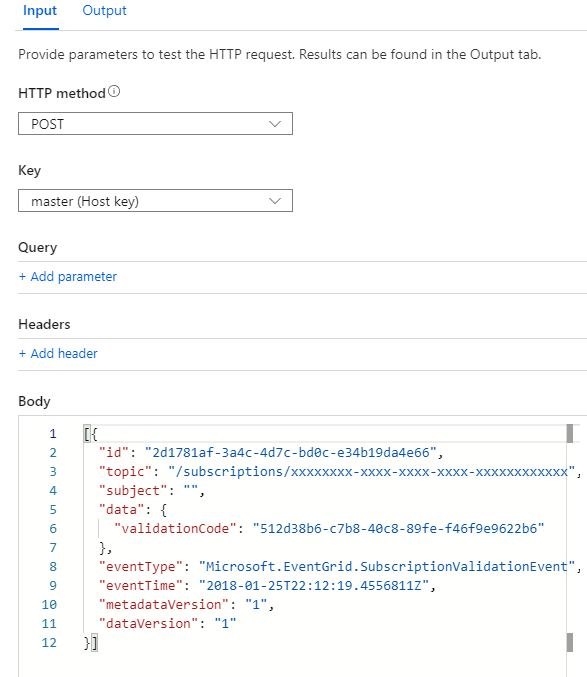 Input Output
Provide parameters to test the HTTP request. Results can be found in the Output tab.
HTTP method
POST
Key
master (Host key)
Query
+ Add parameter
Headers
+ Add header
Body
1 [{
2 "id": "2d1781af-3a4c-4d7c-bd0c-e34b19da4e66",
3 "topic": "/subscriptions/xxxxxxxx-xxxx-xxxx-xxxx-xxxxxxxxxxxx",
4 "subject": "",
5 "data": {
6 "validationCode": "512d38b6-c7b8-40c8-89fe-f46f9e9622b6"
7 },
8 "eventType": "Microsoft.EventGrid.SubscriptionValidationEvent",
9 "eventTime": "2018-01-25T22:12:19.4556811Z",
10 "metadataVersion": "1",
11 "dataVersion": "1"
12 }]